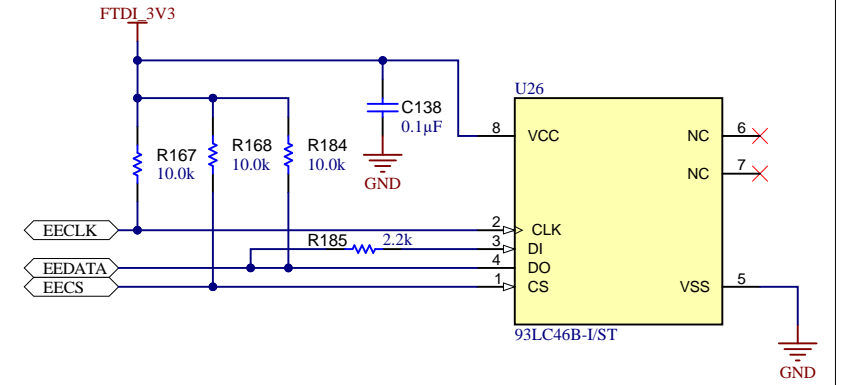 FTDI_3V3
U26
C138
0.1µF
8
VCC
NC
6
R167
10.0k
R168
10.0k
R184
10.0k
GND
NC
7
EECLK
2
CLK
R185
2.2k
3
DI
EEDATA
4
DO
EECS
1
CS
VSS
5
93LC46B-I/ST
GND